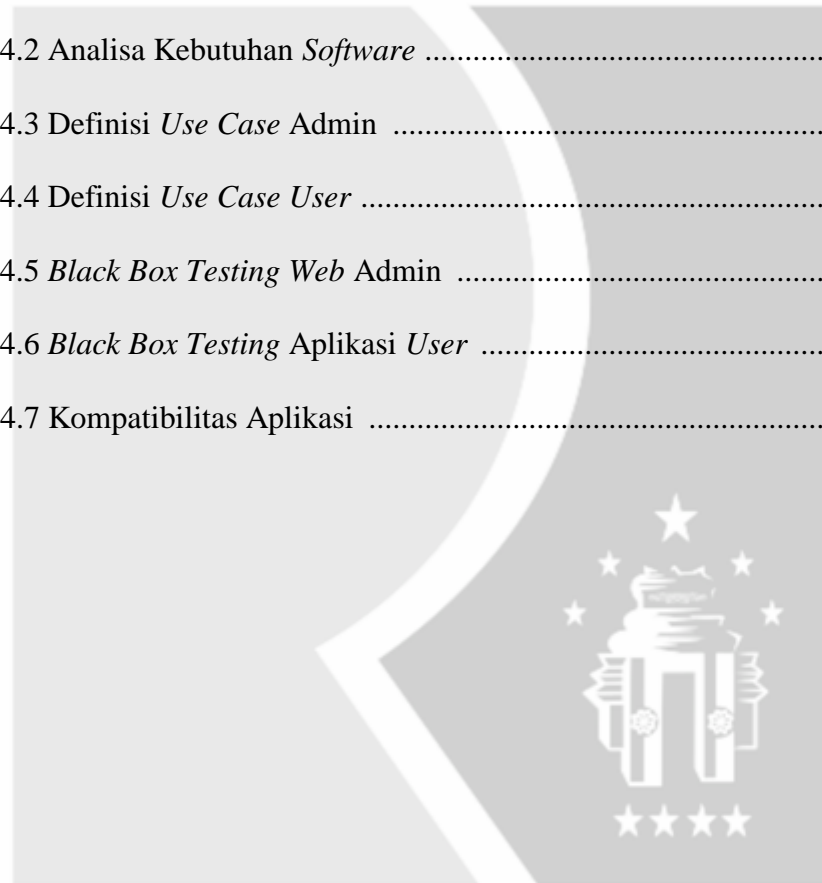 4.2 Analisa Kebutuhan Software ....................................................
4.3 Definisi Use Case Admin ........................................................
4.4 Definisi Use Case User ............................................................
4.5 Black Box Testing Web Admin ................................................
4.6 Black Box Testing Aplikasi User .............................................
4.7 Kompatibilitas Aplikasi ............................................................